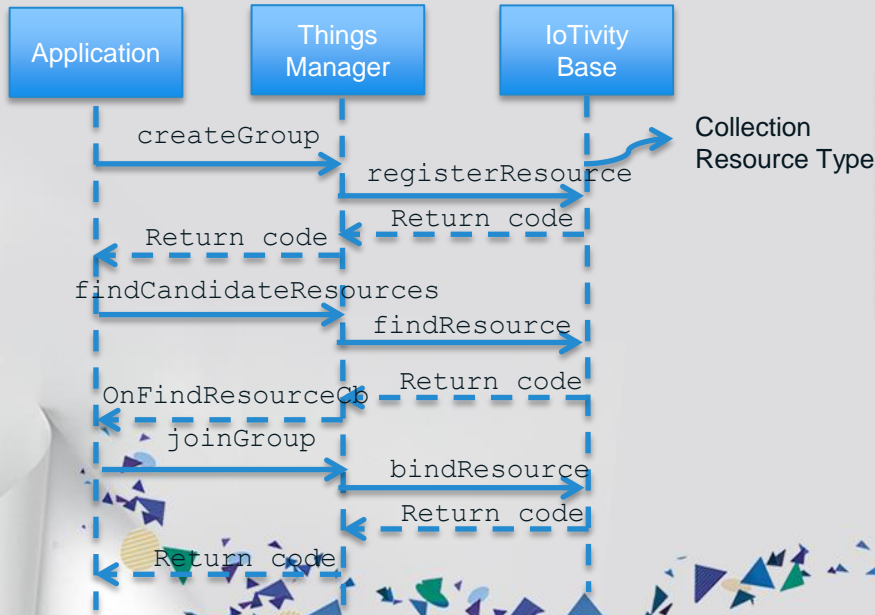 Application
Things
Manager
IoTivity
Base
Collection
Resource Type
createGroup
registerResource
Return code
Return code
findCandidateResources
findResource
Return code
OnFindResourceCb
joinGroup
bindResource
Return code
Return code